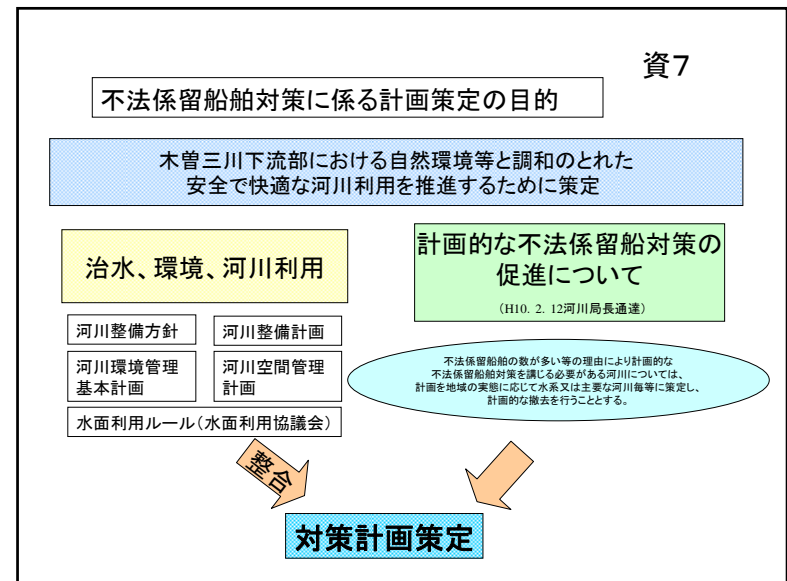 資7
不法係留船舶対策に係る計画策定の目的
木曽三川下流部における自然環境等と調和のとれた
安全で快適な河川利用を推進するために策定
治水、環境、河川利用
計画的な不法係留船対策の
促進について
（H10. 2. 12河川局長通達）
河川整備方針
河川整備計画
河川環境管理
基本計画
河川空間管理
計画
水面利用ルール（水面利用協議会）
不法係留船舶の数が多い等の理由により計画的な
不法係留船舶対策を講じる必要がある河川については、
計画を地域の実態に応じて水系又は主要な河川毎等に策定し、
計画的な撤去を行うこととする。
整合
対策計画策定